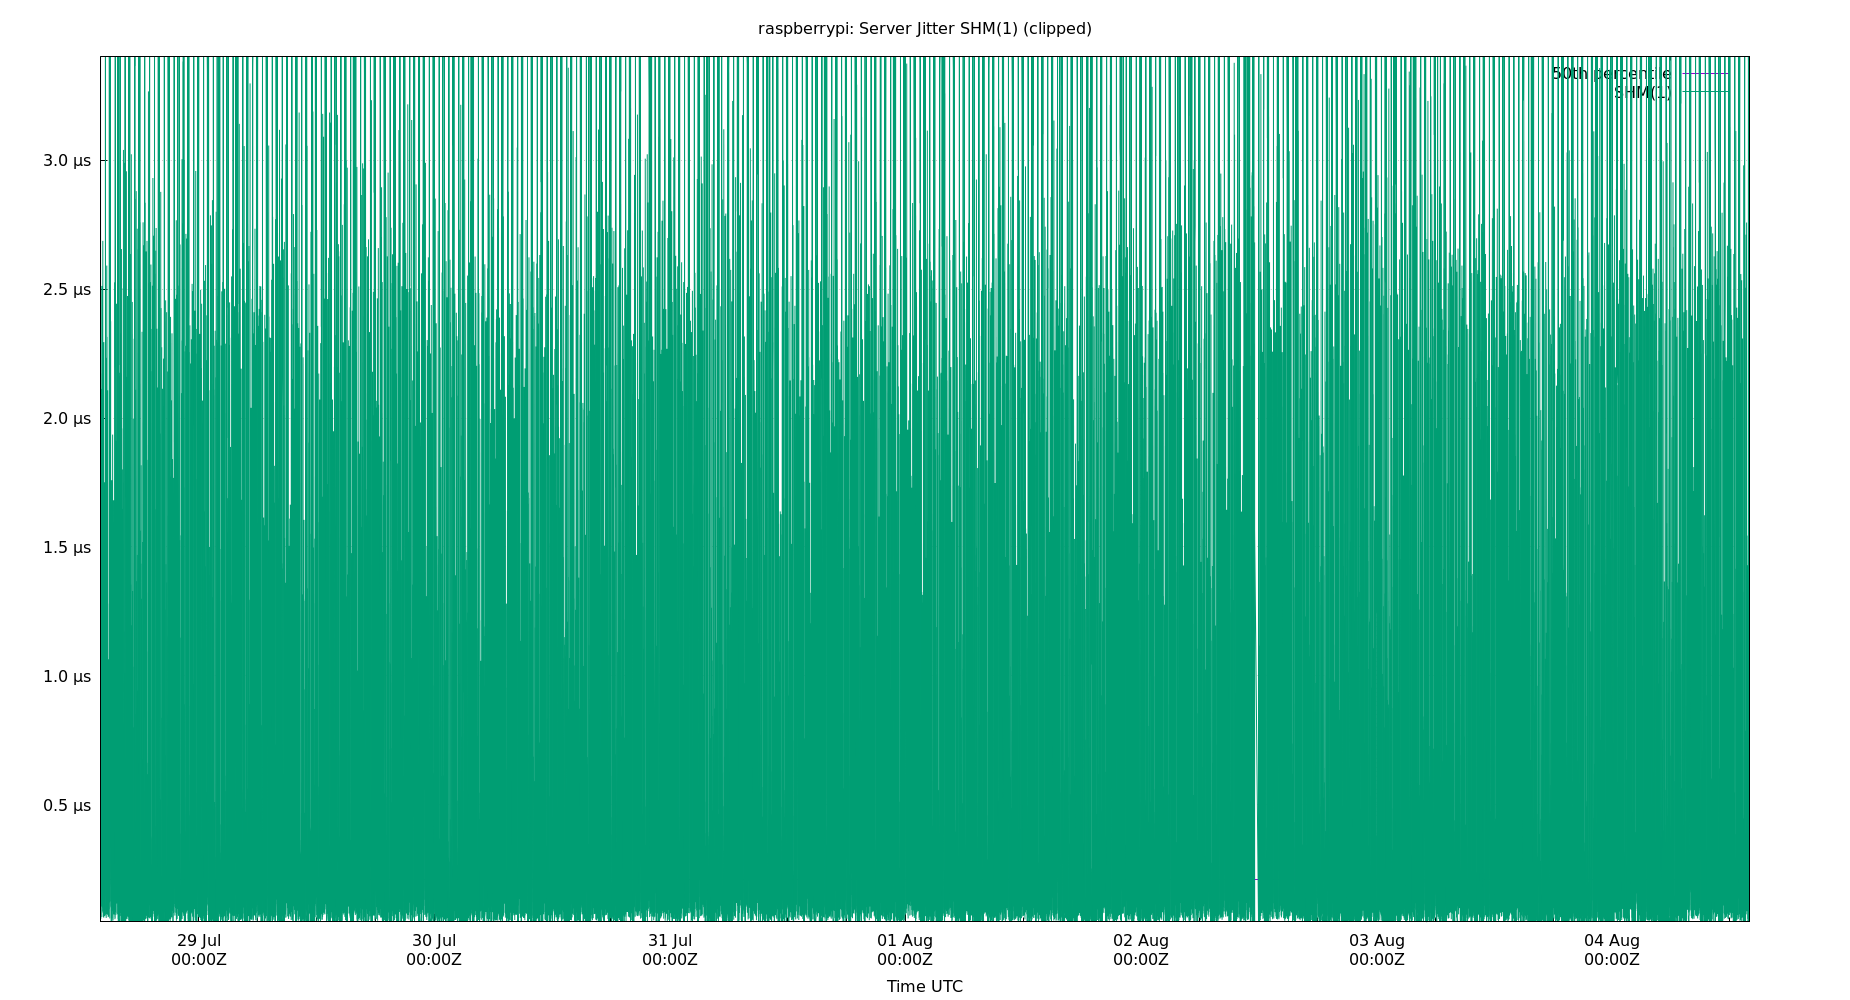 raspberrypi: Server Jitter SHM(1) (clipped)
50th percentile
SHM(1)
3.0 µs
2.5 µs
2.0 µs
1.5 µs
1.0 µs
0.5 µs
29 Jul 30 Jul 31 Jul 01 Aug 02 Aug 03 Aug 04 Aug
00:00Z 00:00Z 00:00Z 00:00Z 00:00Z 00:00Z 00:00Z
Time UTC